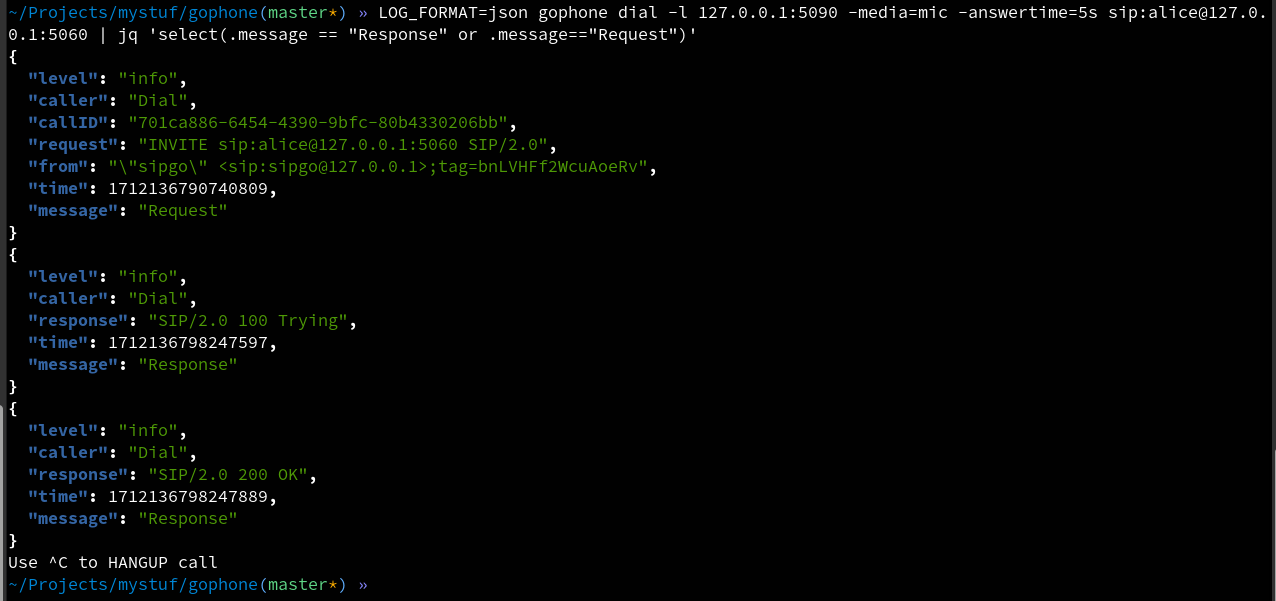 ~/Projects/mystuf/gophone(master*) » LOG_FORMAT=json gophone dial -l 127.0.0.1:5090 -media=mic -answertime=5s sip:alice@127.0.
0.1:5060 | jq 'select(.message == "Response" or .message=="Request")'
{
  "level": "info",
  "caller": "Dial",
  "callID": "701ca886-6454-4390-9bfc-80b4330206bb",
  "request": "INVITE sip:alice@127.0.0.1:5060 SIP/2.0",
  "from": "\"sipgo\" <sip:sipgo@127.0.0.1>;tag=bnLVHFf2WcuAoeRv",
  "time": 1712136790740809,
  "message": "Request"
}
{
  "level": "info",
  "caller": "Dial",
  "response": "SIP/2.0 100 Trying",
  "time": 1712136798247597,
  "message": "Response"
}
{
  "level": "info",
  "caller": "Dial",
  "response": "SIP/2.0 200 OK",
  "time": 1712136798247889,
  "message": "Response"
}
Use ^C to HANGUP call
~/Projects/mystuf/gophone(master*) »